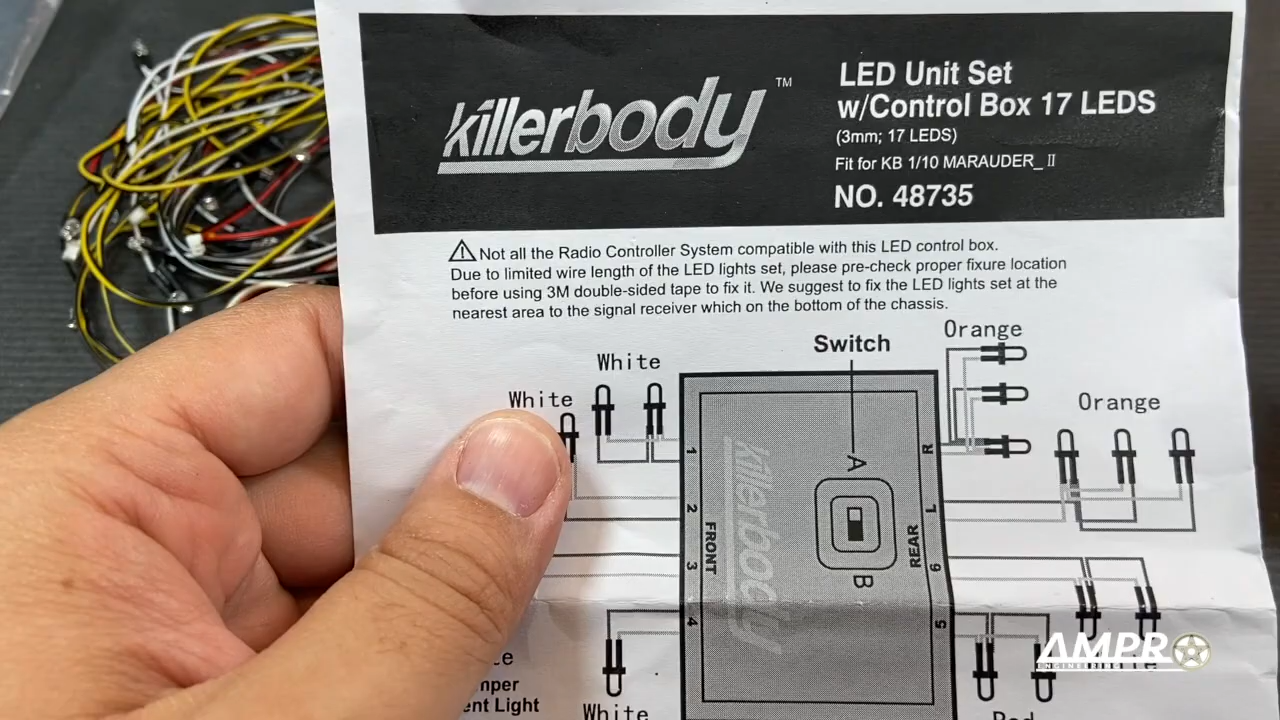 killerbody™
LED Unit Set
w/Control Box 17 LEDS
(3mm; 17 LEDS)
Fit for KB 1/10 MARAUDER_II
NO. 48735
Not all the Radio Controller System compatible with this LED control box.
Due to limited wire length of the LED lights set, please pre-check proper fixure location
before using 3M double-sided tape to fix it. We suggest to fix the LED lights set at the
nearest area to the signal receiver which on the bottom of the chassis.
Orange
Switch
White
White
Orange
1
R
A
killerbody
2
L
FRONT
REAR
3
6
B
4
5
AMPRO
ent Light
White